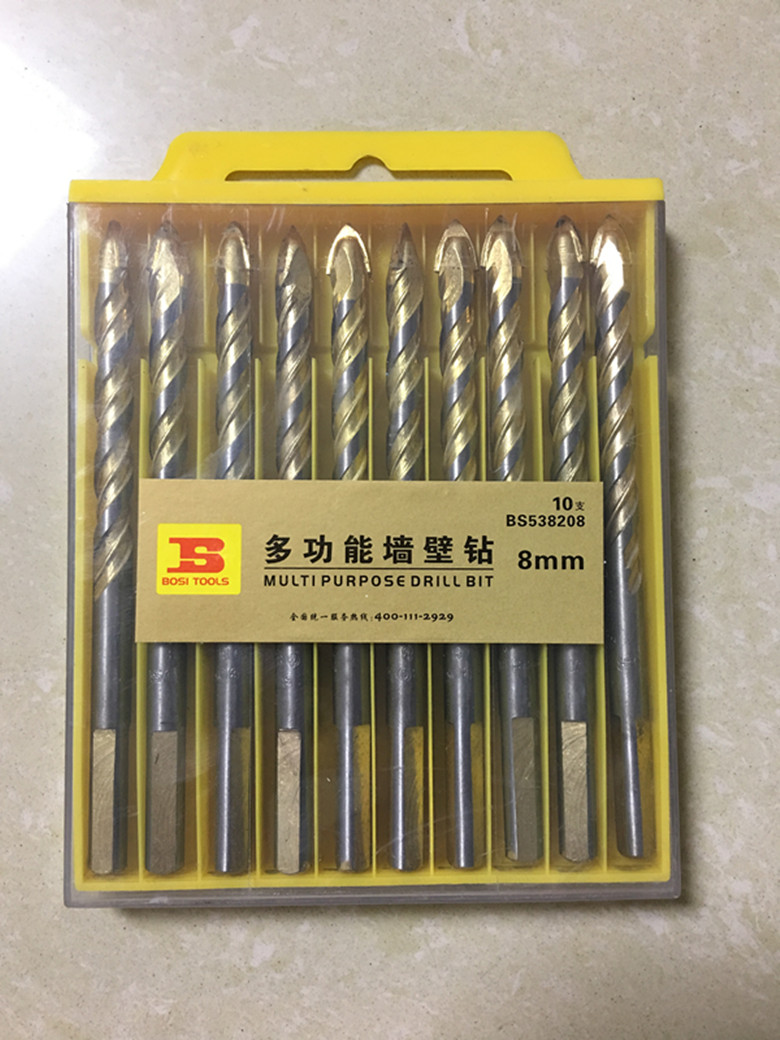 10支
BS538208
BS
BOSI TOOLS
多功能墙壁钻
8mm
MULTI PURPOSE DRILL BIT
全国统一服务热线:400-111-2929